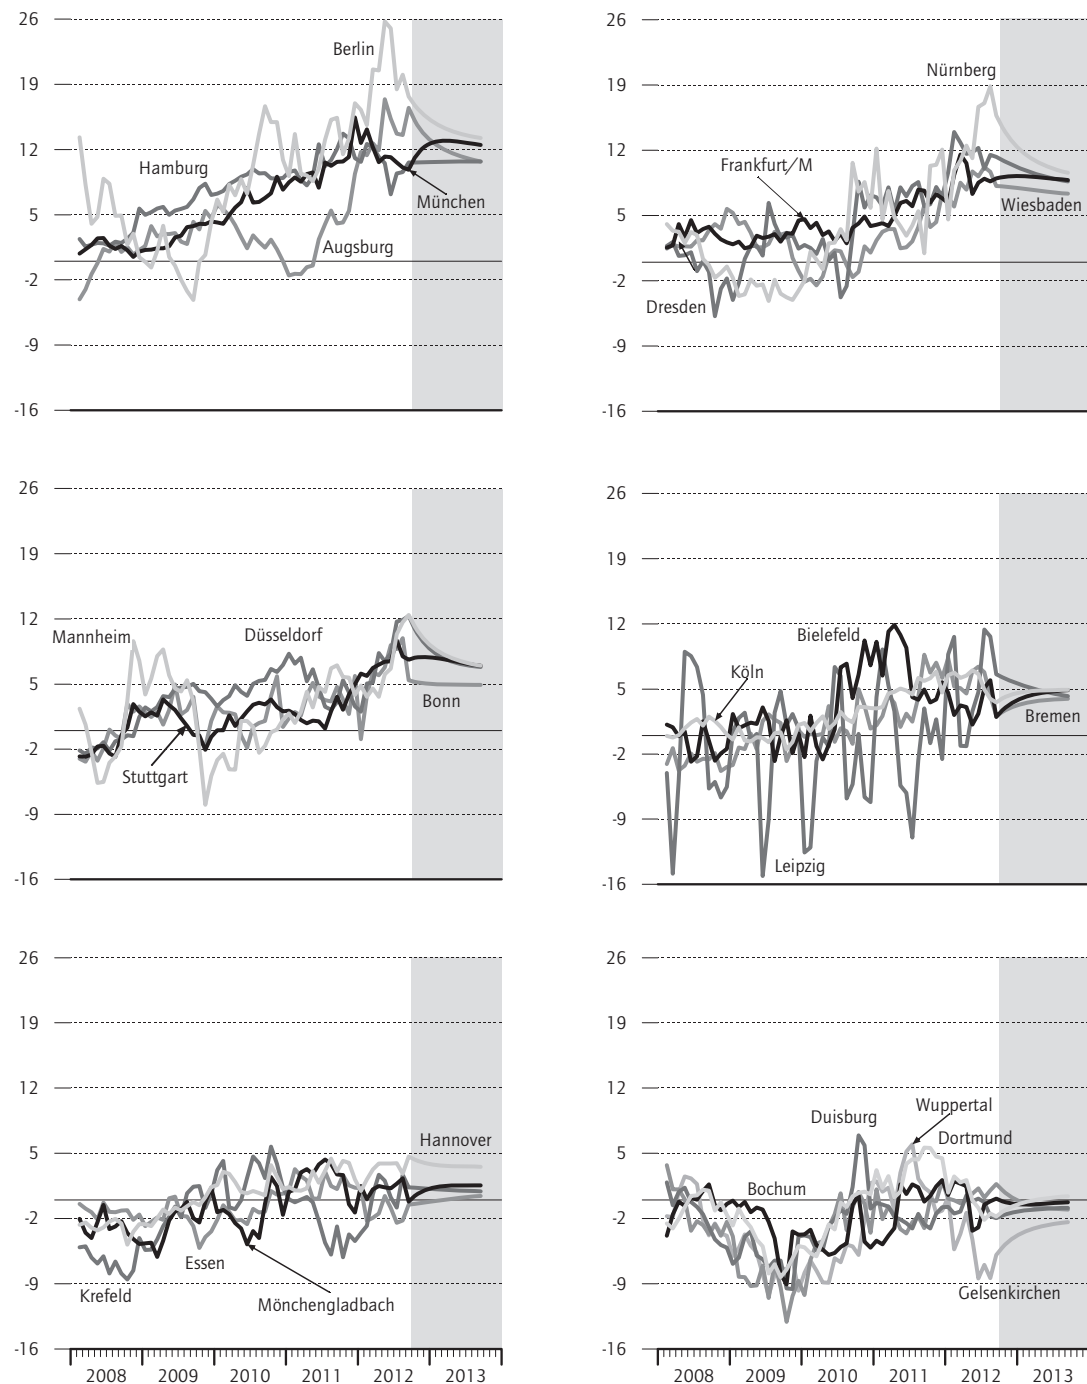 26
Berlin
19
12
Hamburg
München
5
Augsburg
-2
-9
-16
26
Nürnberg
19
12
Frankfurt/M
5
Wiesbaden
-2
Dresden
-9
-16
26
19
12
Mannheim
Düsseldorf
5
Bonn
-2
Stuttgart
-9
-16
26
19
12
Bielefeld
Köln
5
Bremen
-2
-9
Leipzig
-16
26
19
12
5
Hannover
-2
Essen
-9
Krefeld
Mönchengladbach
-16
2008 2009 2010 2011 2012 2013
26
19
12
Wuppertal
Duisburg
Dortmund
5
Bochum
-2
-9
Gelsenkirchen
-16
2008 2009 2010 2011 2012 2013